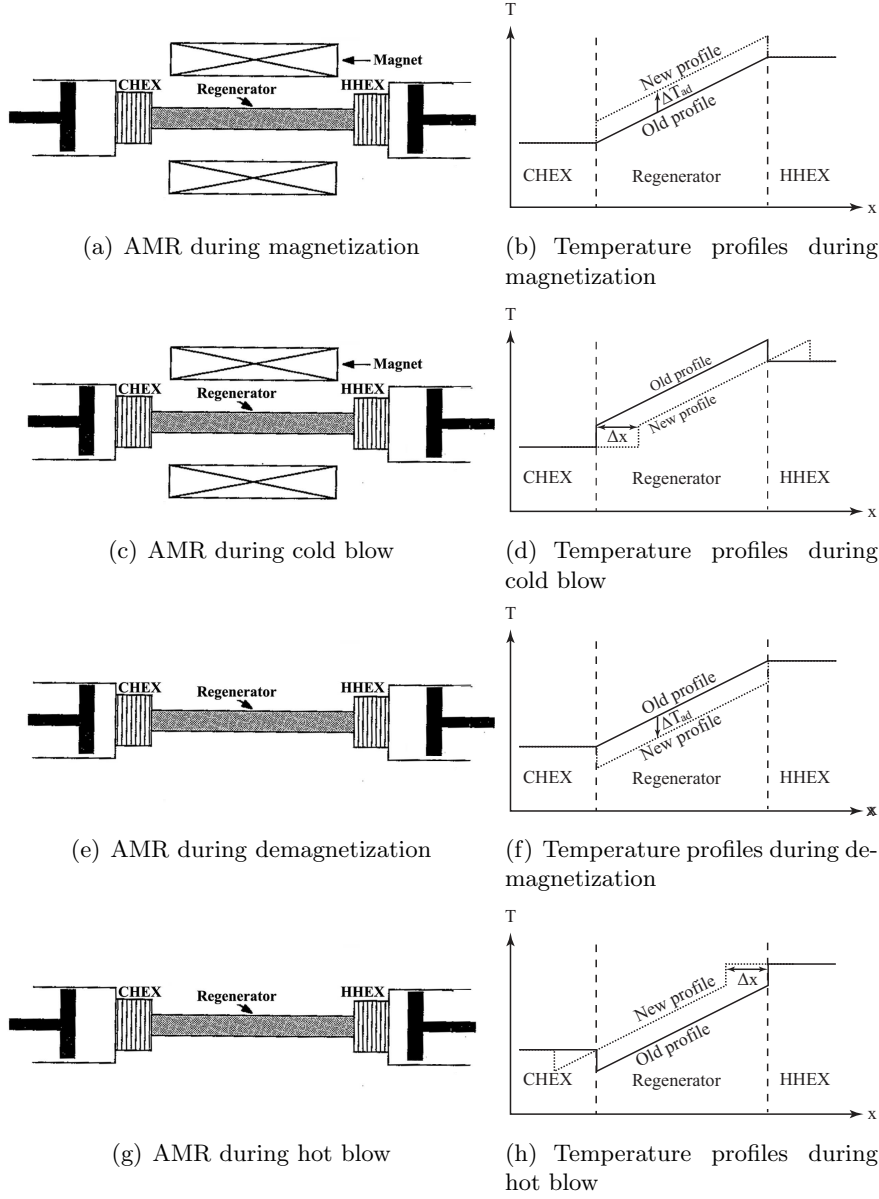 Magnet
CHEX
Regenerator
HHEX
(a) AMR during magnetization
T
New profile
ΔTad
Old profile
CHEX
Regenerator
HHEX
x
(b) Temperature profiles during
magnetization
Magnet
CHEX
Regenerator
HHEX
(c) AMR during cold blow
T
Old profile
New profile
Δx
CHEX
Regenerator
HHEX
x
(d) Temperature profiles during
cold blow
CHEX
Regenerator
HHEX
(e) AMR during demagnetization
T
Old profile
ΔTad
New profile
CHEX
Regenerator
HHEX
x
(f) Temperature profiles during de-
magnetization
CHEX
Regenerator
HHEX
(g) AMR during hot blow
T
Δx
New profile
Old profile
CHEX
Regenerator
HHEX
x
(h) Temperature profiles during
hot blow